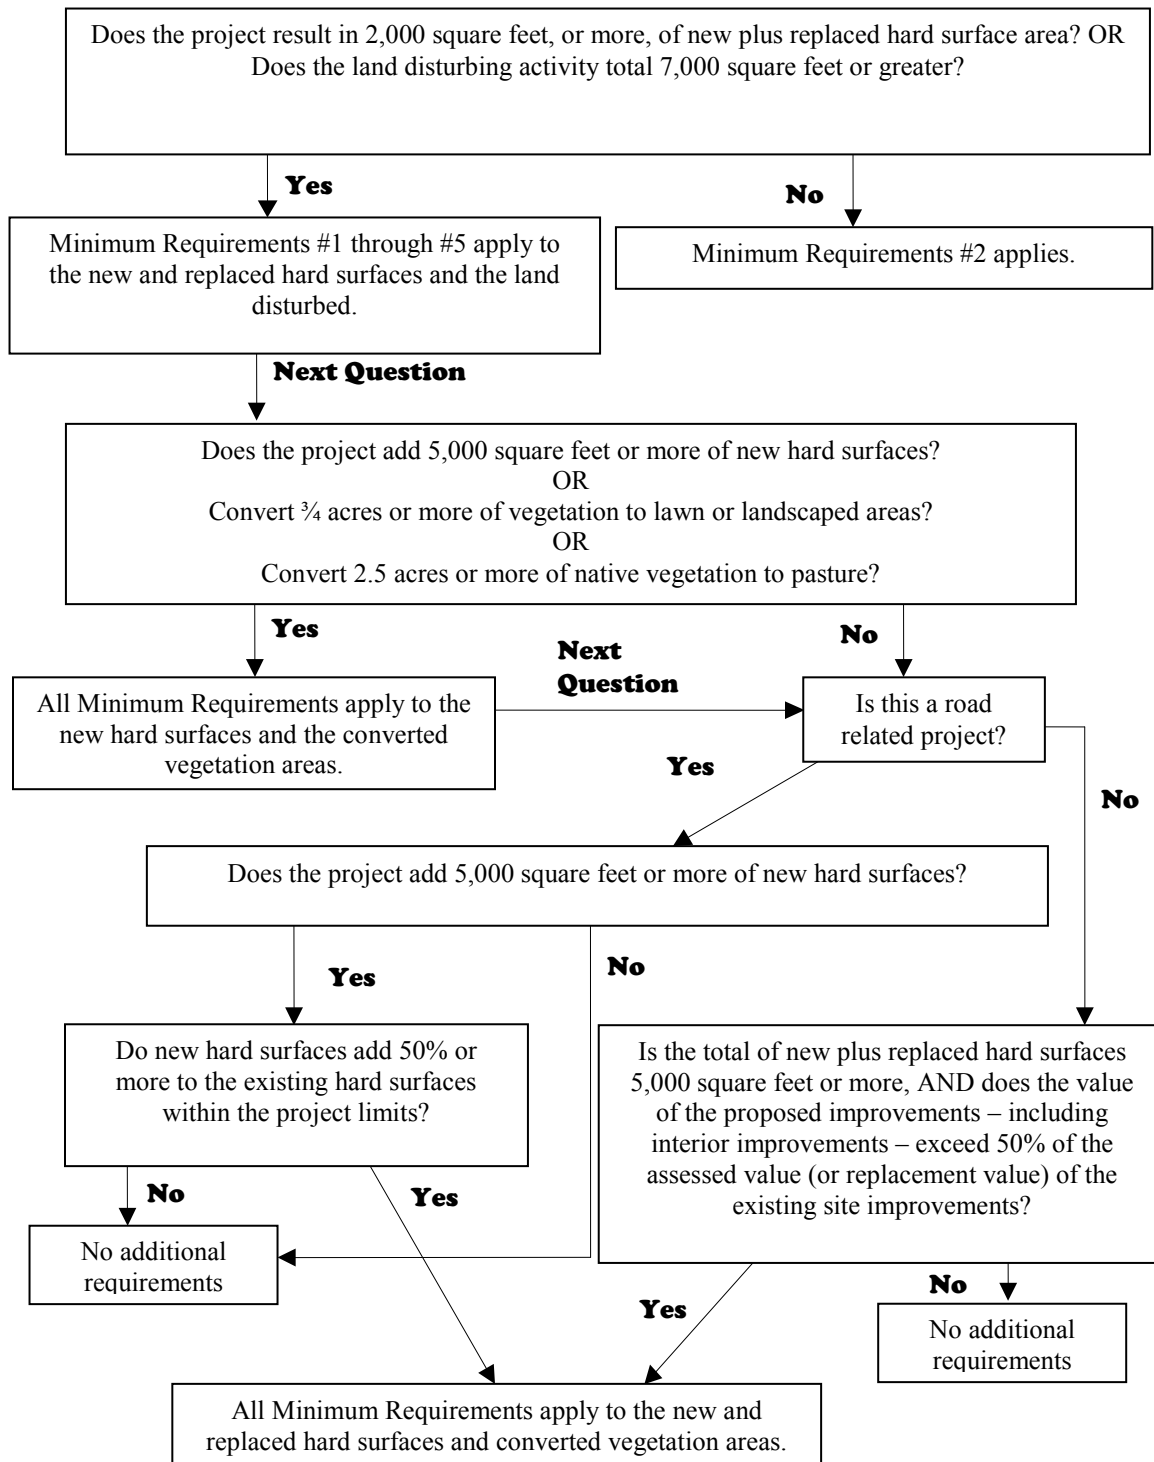 Does the project result in 2,000 square feet, or more, of new plus replaced hard surface area? OR
Does the land disturbing activity total 7,000 square feet or greater?
Yes
No
Minimum Requirements #1 through #5 apply to
the new and replaced hard surfaces and the land
disturbed.
Minimum Requirements #2 applies.
Next Question
Does the project add 5,000 square feet or more of new hard surfaces?
OR
Convert ¾ acres or more of vegetation to lawn or landscaped areas?
OR
Convert 2.5 acres or more of native vegetation to pasture?
Yes
No
Next
Question
All Minimum Requirements apply to the
new hard surfaces and the converted
vegetation areas.
Is this a road
related project?
Yes
No
Does the project add 5,000 square feet or more of new hard surfaces?
Yes
No
Do new hard surfaces add 50% or
more to the existing hard surfaces
within the project limits?
Is the total of new plus replaced hard surfaces
5,000 square feet or more, AND does the value
of the proposed improvements – including
interior improvements – exceed 50% of the
assessed value (or replacement value) of the
existing site improvements?
No
Yes
No additional
requirements
Yes
No
No additional
requirements
All Minimum Requirements apply to the new and
replaced hard surfaces and converted vegetation areas.